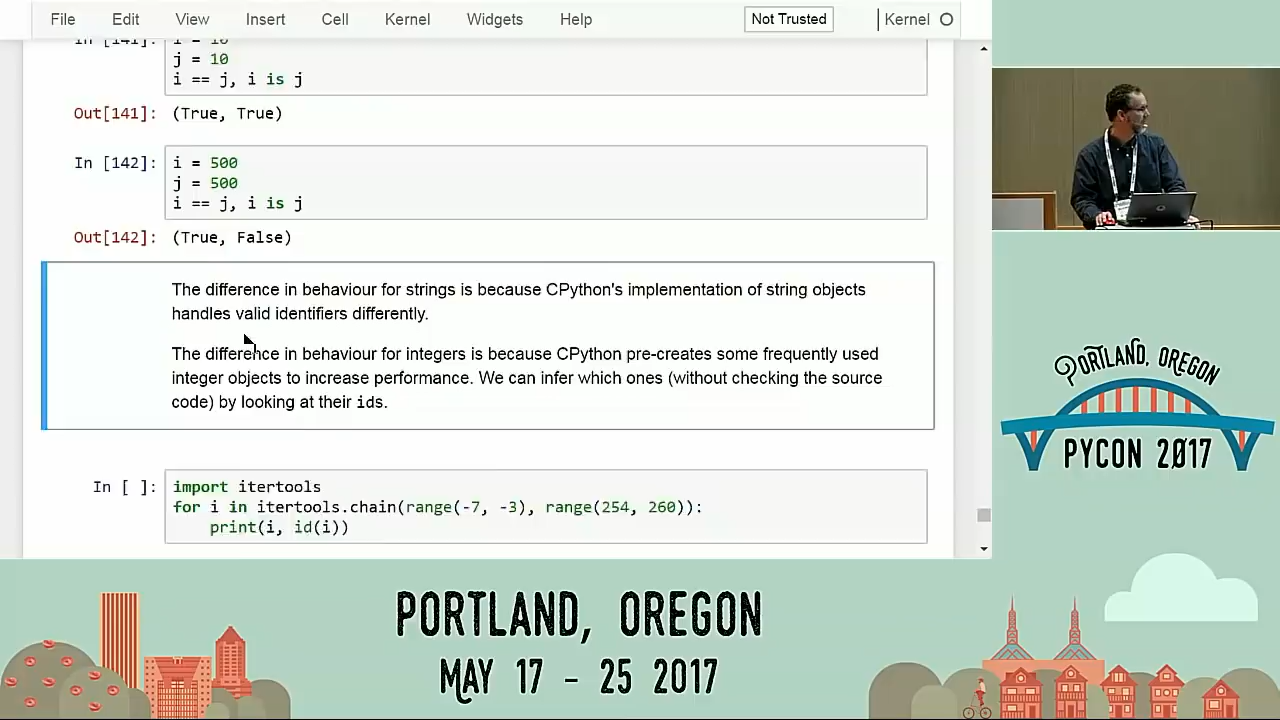 File Edit View Insert Cell Kernel Widgets Help Not Trusted Kernel
In [141]: i = 10
j = 10
i == j, i is j
Out[141]: (True, True)
In [142]: i = 500
j = 500
i == j, i is j
Out[142]: (True, False)
The difference in behaviour for strings is because CPython's implementation of string objects
handles valid identifiers differently.
The difference in behaviour for integers is because CPython pre-creates some frequently used
integer objects to increase performance. We can infer which ones (without checking the source
code) by looking at their ids.
In [ ]: import itertools
for i in itertools.chain(range(-7, -3), range(254, 260)):
print(i, id(i))
PORTLAND, OREGON
PYCON 2017
PORTLAND, OREGON
MAY 17 - 25 2017